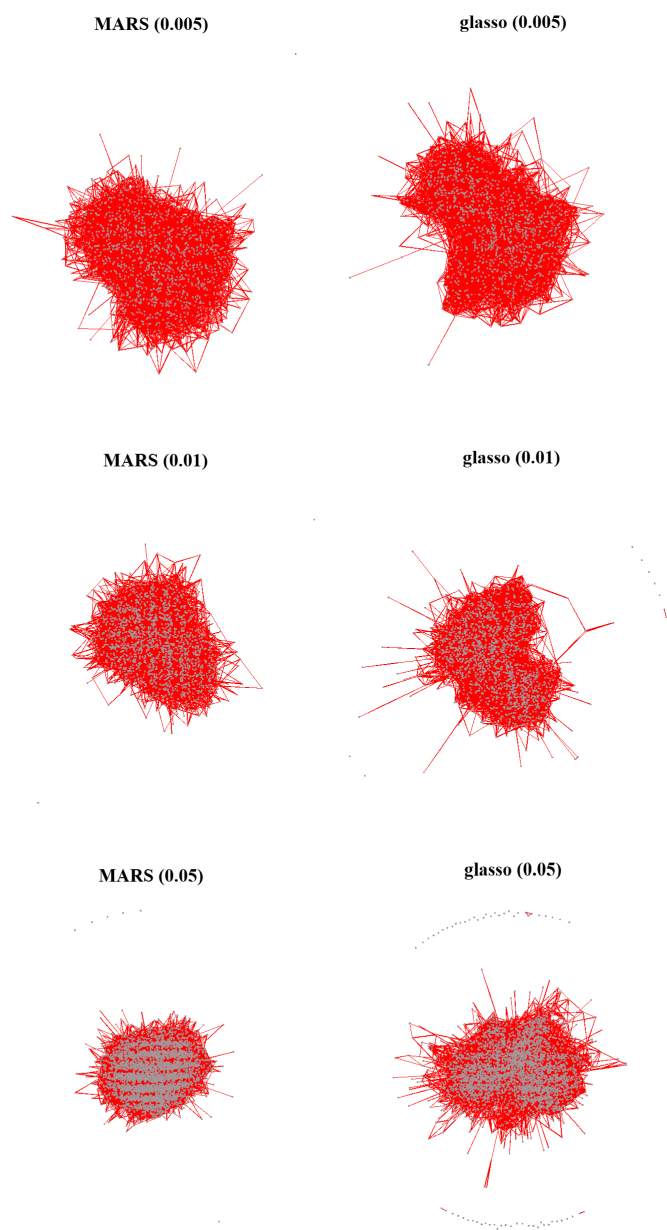 MARS (0.005)
glasso (0.005)
MARS (0.01)
glasso (0.01)
MARS (0.05)
glasso (0.05)